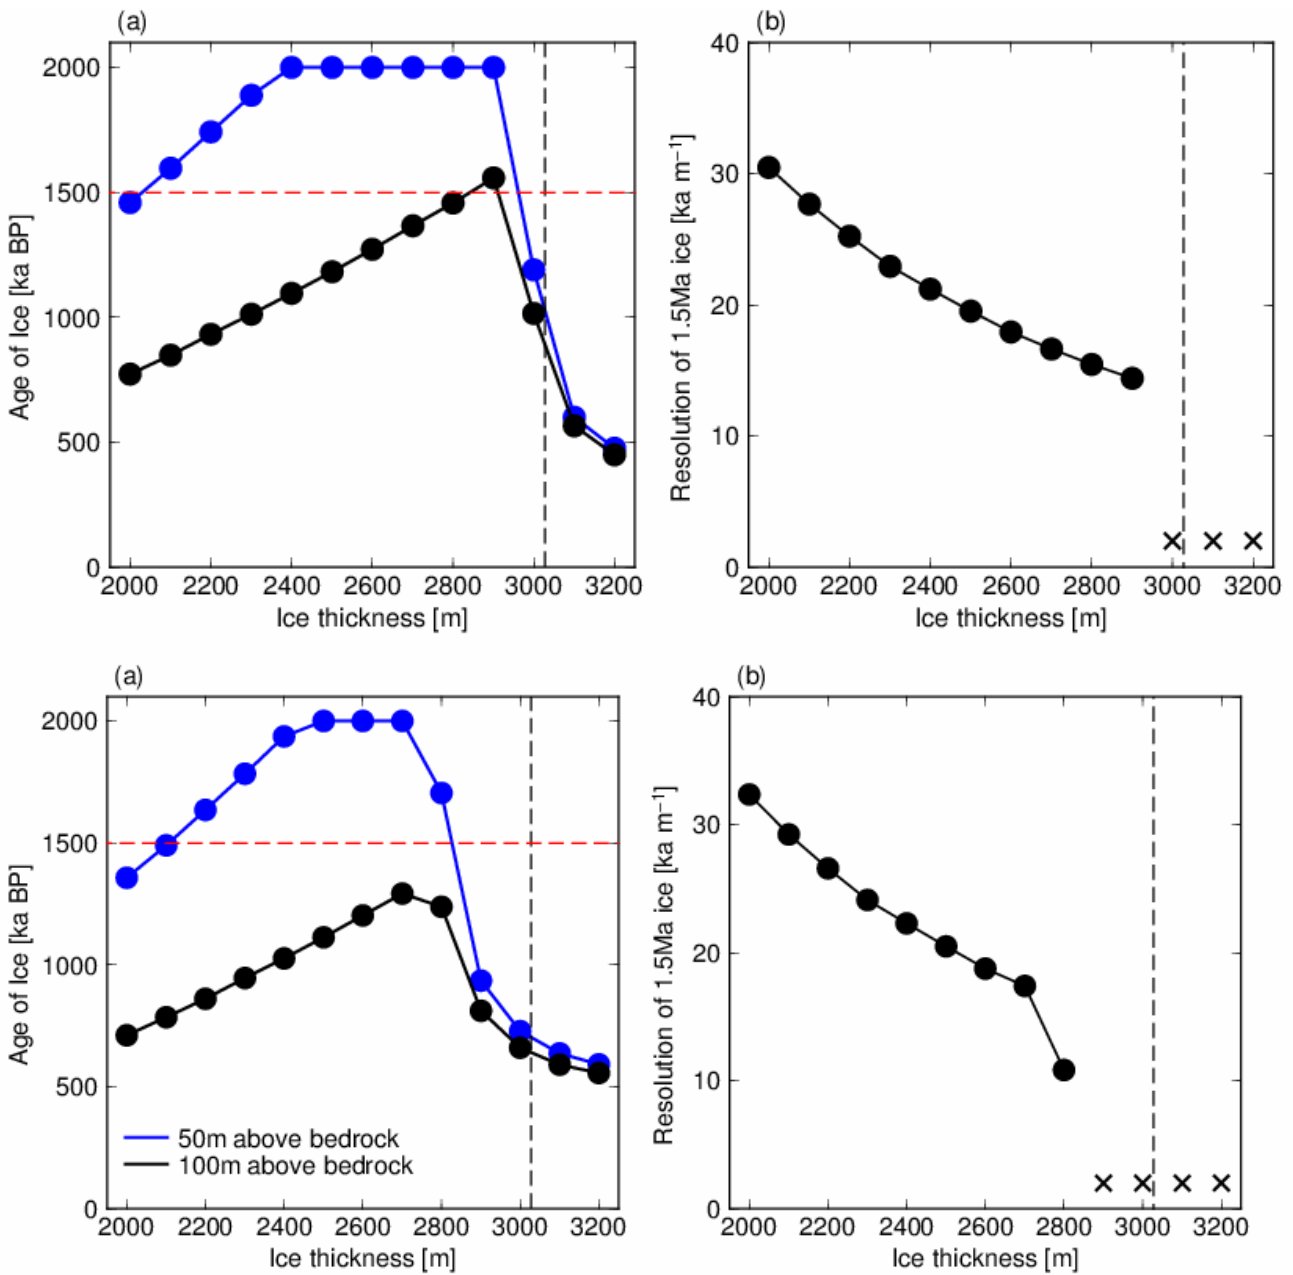 (a)
2000
1500
1000
500
0
Age of Ice [ka BP]
2000 2200 2400 2600 2800 3000 3200
Ice thickness [m]
(b)
40
30
20
10
0
Resolution of 1.5Ma ice [ka m⁻¹]
2000 2200 2400 2600 2800 3000 3200
Ice thickness [m]
(a)
2000
1500
1000
500
0
Age of Ice [ka BP]
50m above bedrock
100m above bedrock
2000 2200 2400 2600 2800 3000 3200
Ice thickness [m]
(b)
40
30
20
10
0
Resolution of 1.5Ma ice [ka m⁻¹]
2000 2200 2400 2600 2800 3000 3200
Ice thickness [m]